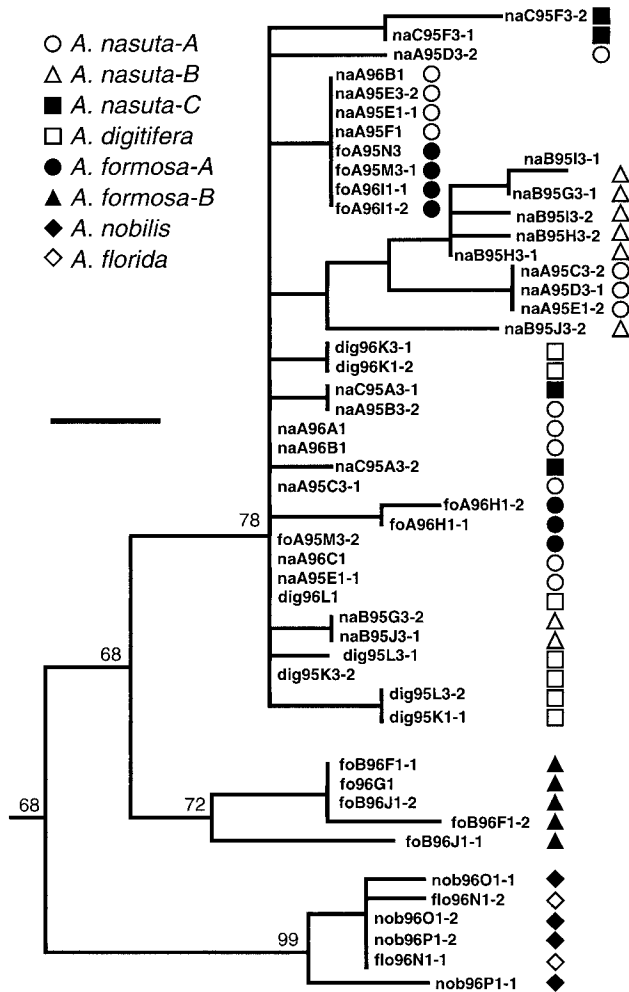 A. nasuta-A
A. nasuta-B
A. nasuta-C
A. digitifera
A. formosa-A
A. formosa-B
A. nobilis
A. florida
naC95F3-2
naC95F3-1
naA95D3-2
naA96B1
naA95E3-2
naA95E1-1
naA95F1
foA95N3
foA95M3-1
foA96I1-1
foA96I1-2
naB95I3-1
naB95G3-1
naB95I3-2
naB95H3-2
naB95H3-1
naA95C3-2
naA95D3-1
naA95E1-2
naB95J3-2
dig96K3-1
dig96K1-2
naC95A3-1
naA95B3-2
naA96A1
naA96B1
naC95A3-2
naA95C3-1
foA96H1-2
78
foA96H1-1
foA95M3-2
naA96C1
naA95E1-1
dig96L1
naB95G3-2
naB95J3-1
68
dig95L3-1
dig95K3-2
dig95L3-2
dig95K1-1
foB96F1-1
fo96G1
68
72
foB96J1-2
foB96F1-2
foB96J1-1
nob96O1-1
flo96N1-2
nob96O1-2
99
nob96P1-2
flo96N1-1
nob96P1-1